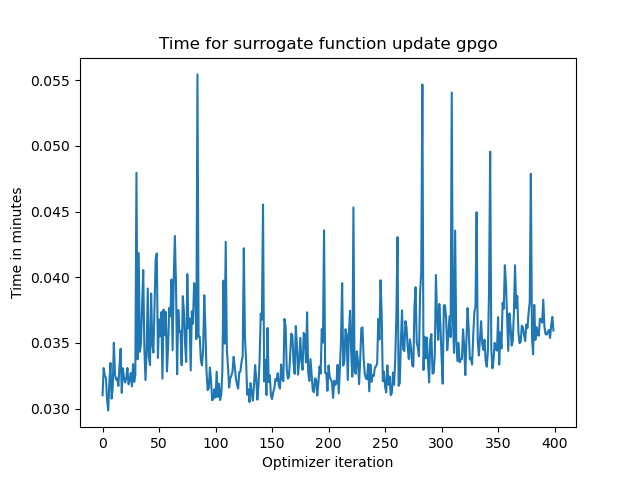 Time for surrogate function update gpgo
0.055
0.050
0.045
0.040
0.035
0.030
Time in minutes
0 50 100 150 200 250 300 350 400
Optimizer iteration